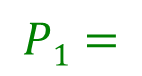 P₁ =